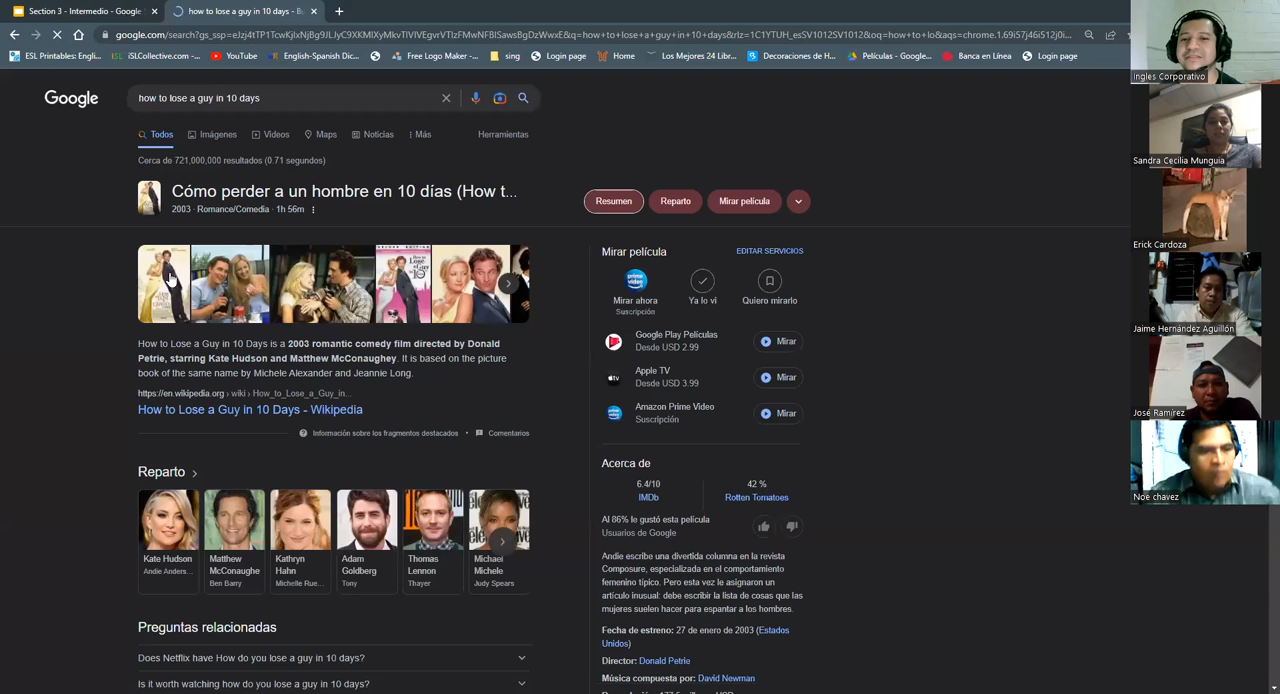 Section 3 - Intermedio - Google
how to lose a guy in 10 days - Bu
google.com/search?gs_ssp=eJzj4tTP1TcwKjIxNjBg9JLIyC9XKMIXyMkvTlVIVEgvrVTIzFMwNFBISawsBgDzWwxE&q=how+to+lose+a+guy+in+10+days&rlz=1C1YTUH_esSV1012SV1012&oq=how+to+lo&aqs=chrome.1.69i57j46i512j0i...
ESL Printables: Engli...
iSLCollective.com -...
YouTube
English-Spanish Dic...
Free Logo Maker -...
sing
Login page
Home
Los Mejores 24 Libr...
Decoraciones de H...
Películas - Google...
Banca en Línea
Login page
Google
how to lose a guy in 10 days
Todos
Imágenes
Videos
Maps
Noticias
Más
Herramientas
Cerca de 721,000,000 resultados (0.71 segundos)
Cómo perder a un hombre en 10 días (How t...
2003 · Romance/Comedia · 1h 56m
Resumen
Reparto
Mirar película
How to Lose a Guy in 10 Days is a 2003 romantic comedy film directed by Donald
Petrie, starring Kate Hudson and Matthew McConaughey. It is based on the picture
book of the same name by Michele Alexander and Jeannie Long.
https://en.wikipedia.org › wiki › How_to_Lose_a_Guy_in...
How to Lose a Guy in 10 Days - Wikipedia
Información sobre los fragmentos destacados
•
Comentarios
Reparto
Kate Hudson
Andie Anders...
Matthew
McConaughe
Ben Barry
Kathryn
Hahn
Michelle Rue...
Adam
Goldberg
Tony
Thomas
Lennon
Thayer
Michael
Michele
Judy Spears
Preguntas relacionadas
Does Netflix have How do you lose a guy in 10 days?
Is it worth watching how do you lose a guy in 10 days?
Mirar película
EDITAR SERVICIOS
prime
video
Mirar ahora
Suscripción
Ya lo vi
Quiero mirarlo
Google Play Películas
Desde USD 2.99
Mirar
Apple TV
Desde USD 3.99
Mirar
Amazon Prime Video
Suscripción
Mirar
Acerca de
6.4/10
IMDb
42 %
Rotten Tomatoes
Al 86% le gustó esta película
Usuarios de Google
Andie escribe una divertida columna en la revista
Composure, especializada en el comportamiento
femenino típico. Pero esta vez le asignaron un
artículo inusual: debe escribir la lista de cosas que las
mujeres suelen hacer para espantar a los hombres.
Fecha de estreno: 27 de enero de 2003 (Estados
Unidos)
Director: Donald Petrie
Música compuesta por: David Newman
Ingles Corporativo
Sandra Cecilia Munguia
Erick Cardoza
Jaime Hernández Aguillón
José Ramírez
Noe chavez